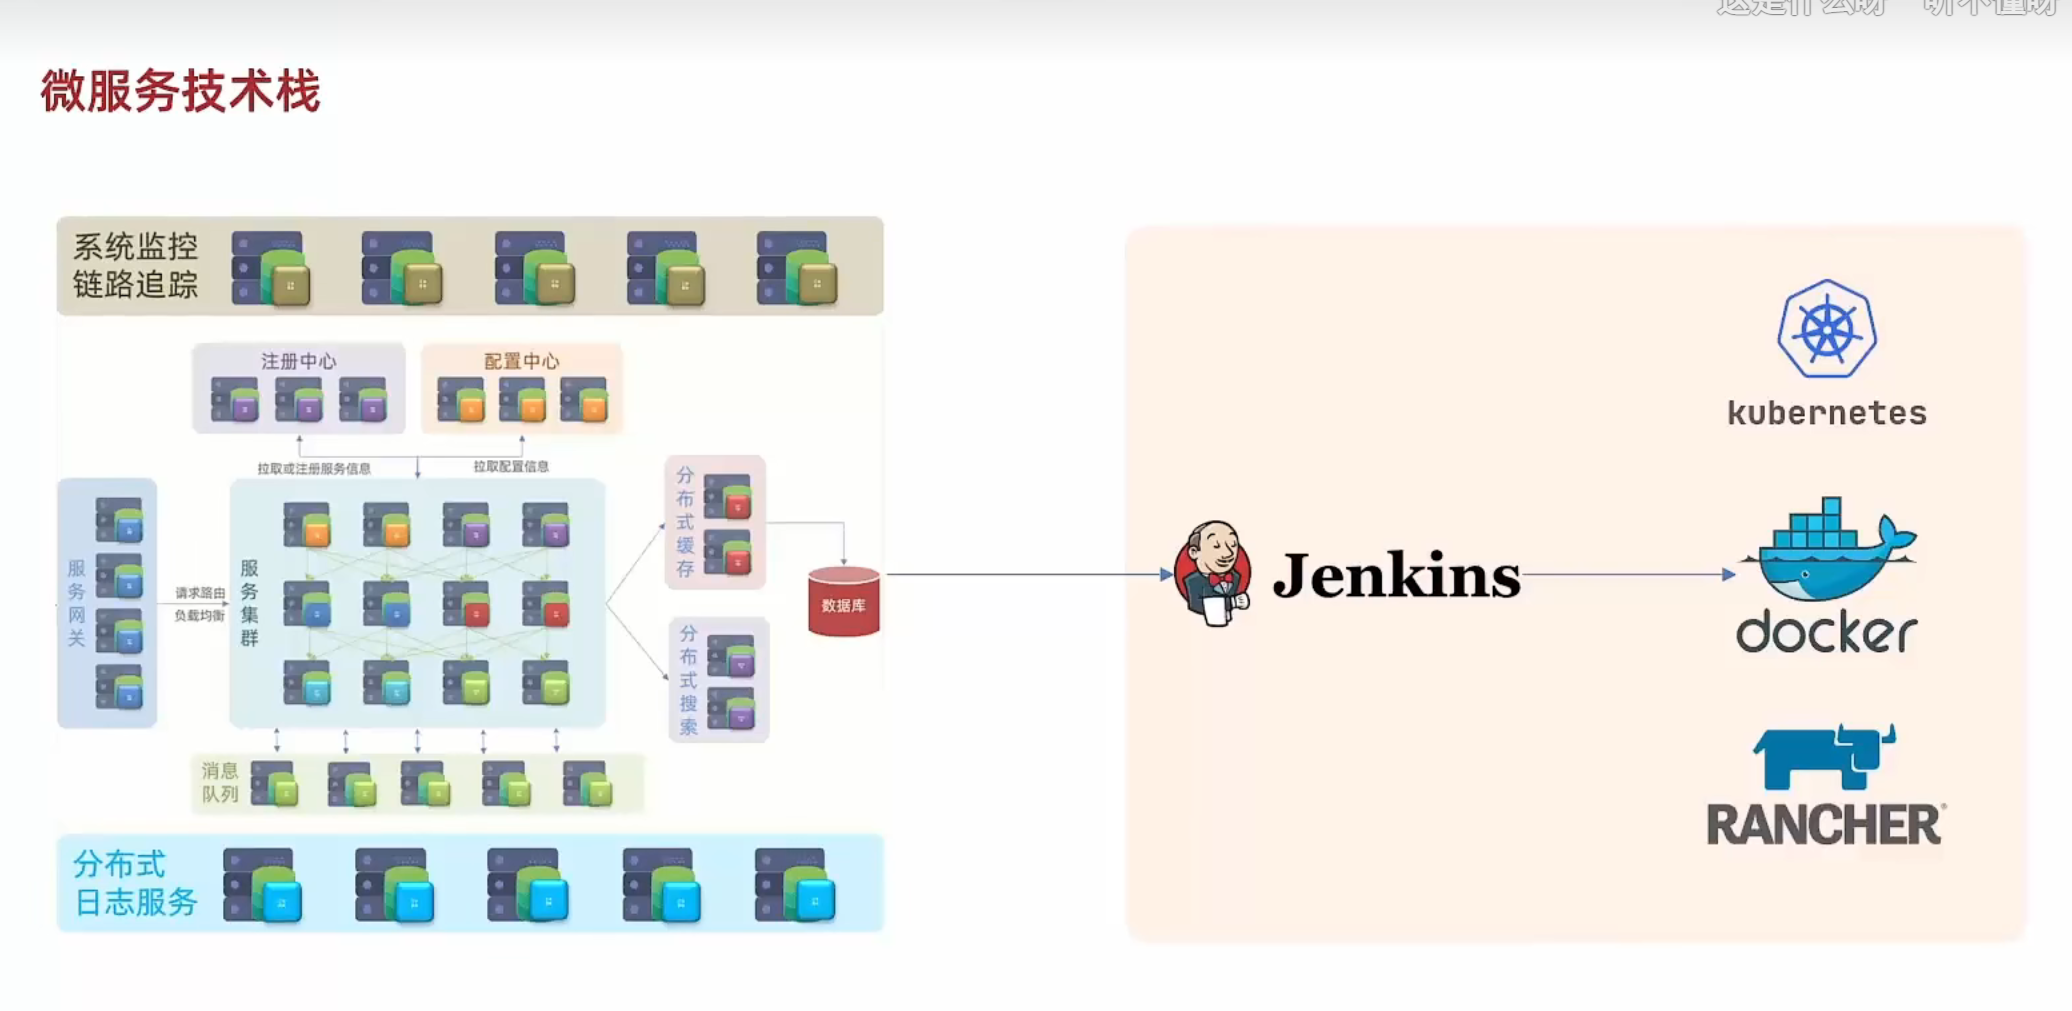 微服务技术栈
系统监控
链路追踪
注册中心
配置中心
拉取或注册服务信息
拉取配置信息
服务网关
请求路由
负载均衡
服务集群
分布式缓存
分布式搜索
数据库
消息
队列
分布式
日志服务
Jenkins
kubernetes
docker
RANCHER